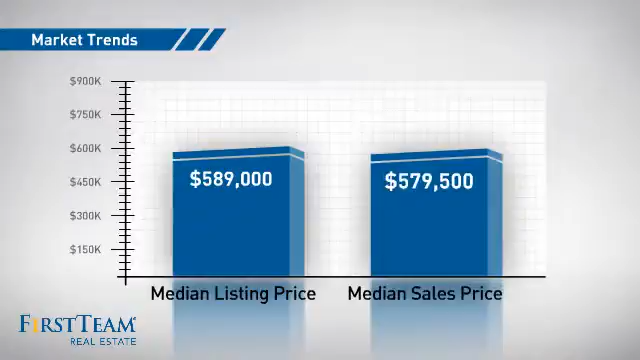 Market Trends
$900K
$750K
$600K
$450K
$300K
$150K
$589,000
$579,500
Median Listing Price
Median Sales Price
FIRSTTEAM®
REAL ESTATE